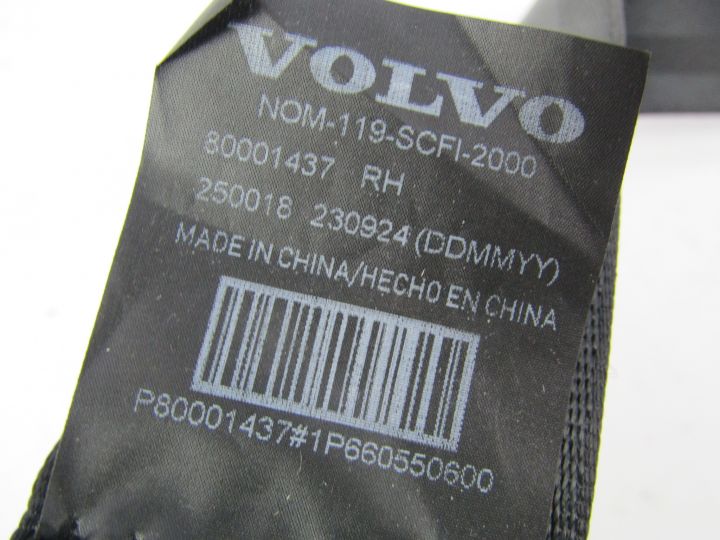 VOLVO
NOM-119-SCFI-2000
80001437 RH
250018 230924 (DDMMYY)
MADE IN CHINA/HECHO EN CHINA
P80001437#1P660550600